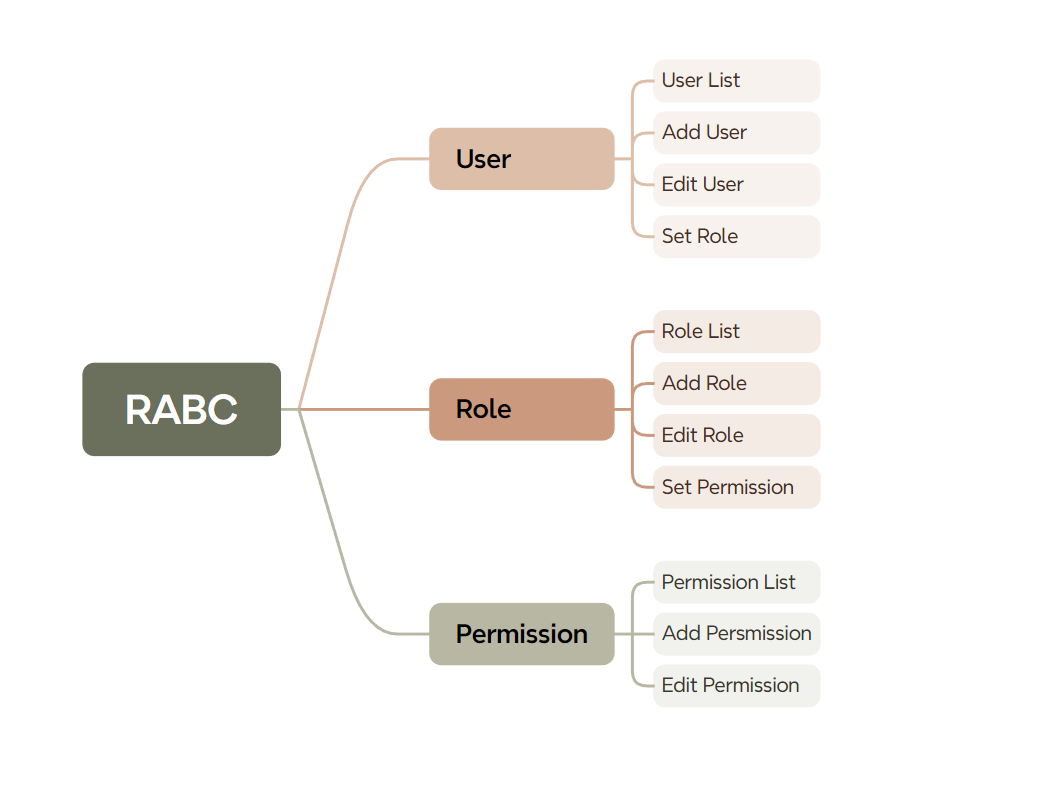 RABC
User
User List
Add User
Edit User
Set Role
Role
Role List
Add Role
Edit Role
Set Permission
Permission
Permission List
Add Persmission
Edit Permission